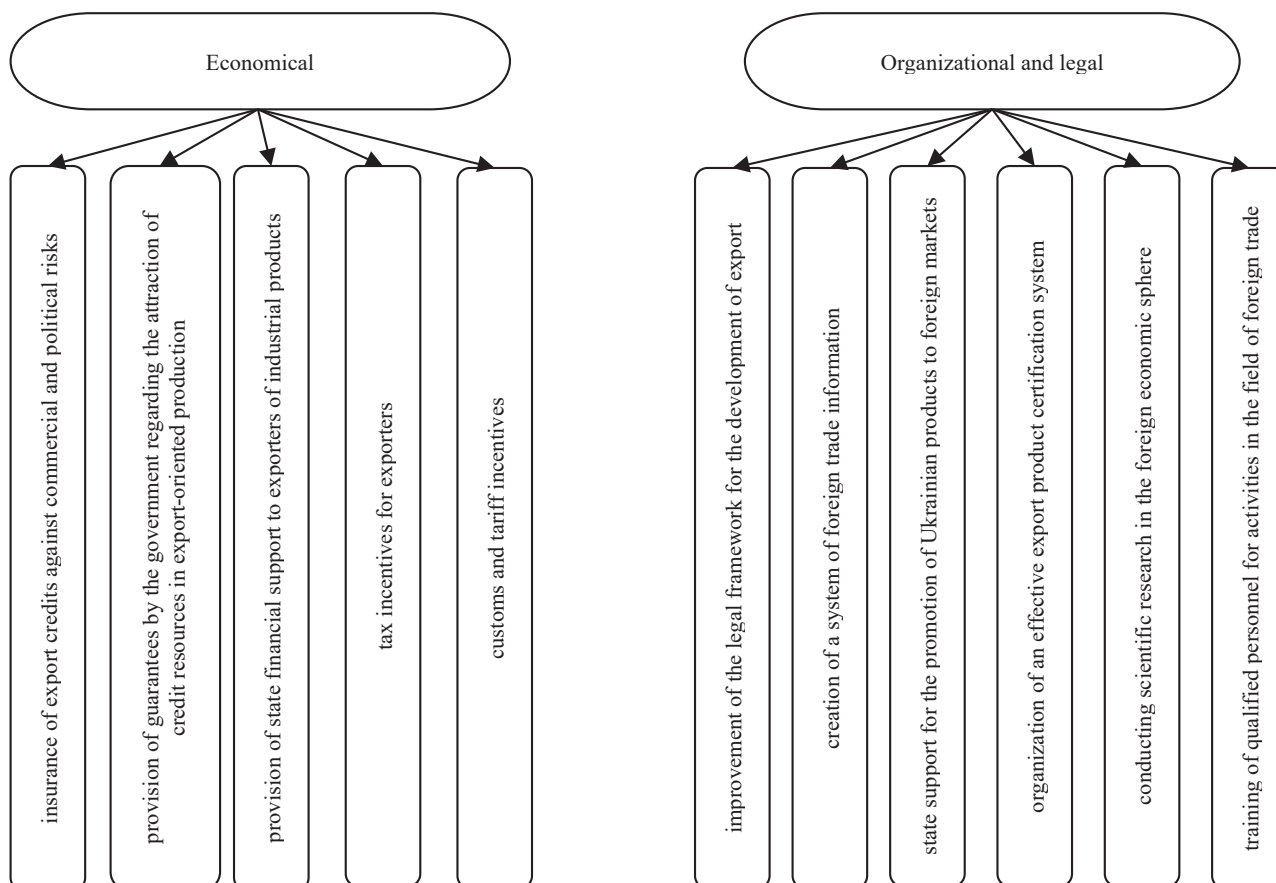 Economical
insurance of export credits against commercial and political risks
provision of guarantees by the government regarding the attraction of
credit resources in export-oriented production
provision of state financial support to exporters of industrial products
tax incentives for exporters
customs and tariff incentives
Organizational and legal
improvement of the legal framework for the development of export
creation of a system of foreign trade information
state support for the promotion of Ukrainian products to foreign markets
organization of an effective export product certification system
conducting scientific research in the foreign economic sphere
training of qualified personnel for activities in the field of foreign trade